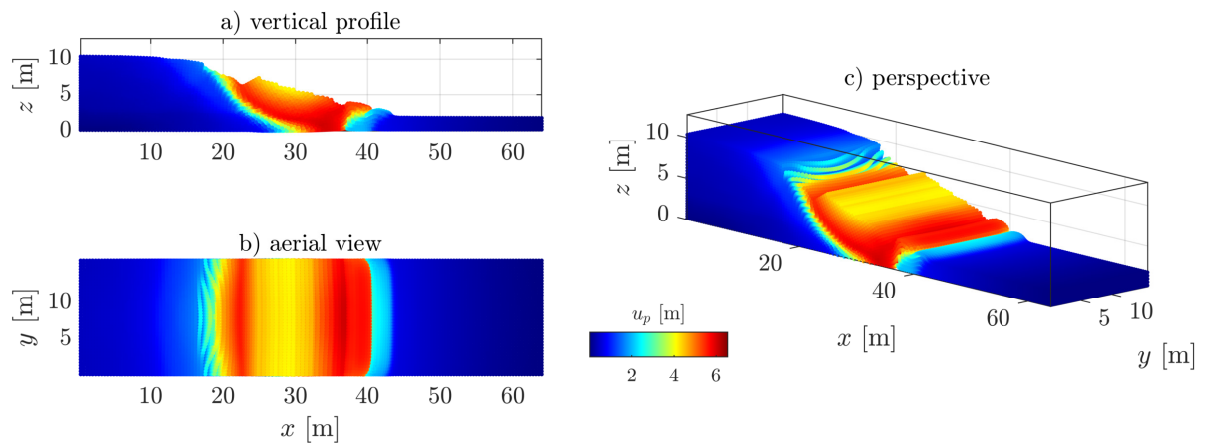 a) vertical profile
z [m]
10
5
0
10 20 30 40 50 60
b) aerial view
y [m]
10
5
10 20 30 40 50 60
x [m]
c) perspective
z [m]
10
5
0
20
40
60
5
10
x [m]
y [m]
u_p [m]
2 4 6